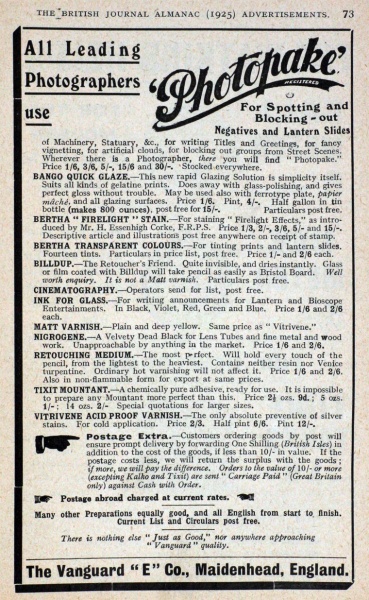 THE BRITISH JOURNAL ALMANAC (1925) ADVERTISEMENTS. 73
All Leading
Photographers
use
'Photopake'
REGISTERED
For Spotting and
Blocking-out
Negatives and Lantern Slides
of Machinery, Statuary, &c., for writing Titles and Greetings, for fancy
vignetting, for artificial clouds, for blocking out groups from Street Scenes.
Wherever there is a Photographer, there you will find "Photopake."
Price 1/6, 3/6, 5/-, 15/6 and 30/-. Stocked everywhere.
BANGO QUICK GLAZE.—This new rapid Glazing Solution is simplicity itself.
Suits all kinds of gelatine prints. Does away with glass-polishing, and gives
perfect gloss without trouble. May be used also with ferrotype plate, papier
mâché, and all glazing surfaces. Price 1/6. Pint, 4/-. Half gallon in tin
bottle (makes 800 ounces), post free for 15/-. Particulars post free.
BERTHA "FIRELIGHT" STAIN.—For staining "Firelight Effects," as intro-
duced by Mr. H. Essenhigh Corke, F.R.P.S. Price 1/3, 2/-, 3/6, 5/- and 15/-.
Descriptive article and illustrations post free anywhere on receipt of stamp.
BERTHA TRANSPARENT COLOURS.—For tinting prints and lantern slides.
Fourteen tints. Particulars in price list, post free. Price 1/- and 2/6 each.
BILLDUP.—The Retoucher's Friend. Quite invisible, and dries instantly. Glass
or film coated with Billdup will take pencil as easily as Bristol Board. Well
worth enquiry. It is not a Matt varnish. Particulars post free.
CINEMATOGRAPHY.—Operators send for list, post free.
INK FOR GLASS.—For writing announcements for Lantern and Bioscope
Entertainments. In Black, Violet, Red, Green and Blue. Price 1/6 and 2/6
each.
MATT VARNISH.—Plain and deep yellow. Same price as "Vitrivene."
NIGROGENE.—A Velvety Dead Black for Lens Tubes and fine metal and wood
work. Unapproachable by anything in the market. Price 1/6 and 2/6.
RETOUCHING MEDIUM.—The most perfect. Will hold every touch of the
pencil, from the lightest to the heaviest. Contains neither resin nor Venice
turpentine. Ordinary hot varnishing will not affect it. Price 1/6 and 2/6.
Also in non-flammable form for export at same prices.
TIXIT MOUNTANT.—A chemically pure adhesive, ready for use. It is impossible
to prepare any Mountant more perfect than this. Price 2½ ozs. 9d.; 5 ozs.
1/-; 14 ozs. 2/- Special quotations for larger sizes.
VITRIVENE ACID PROOF VARNISH.—The only absolute preventive of silver
stains. For cold application. Price 2/3. Half pint 6/6. Pint 12/-.
Postage Extra.—Customers ordering goods by post will
ensure prompt delivery by forwarding One Shilling (British Isles) in
addition to the cost of the goods, if less than 10/- in value. If the
postage costs less, we will return the surplus with the goods;
if more, we will pay the difference. Orders to the value of 10/- or more
(excepting Kalko and Tixit) are sent "Carriage Paid" (Great Britain
only) against Cash with Order.
Postage abroad charged at current rates.
Many other Preparations equally good, and all English from start to finish.
Current List and Circulars post free.
There is nothing else "Just as Good," nor anywhere approaching
"Vanguard" quality.
The Vanguard "E" Co., Maidenhead, England.